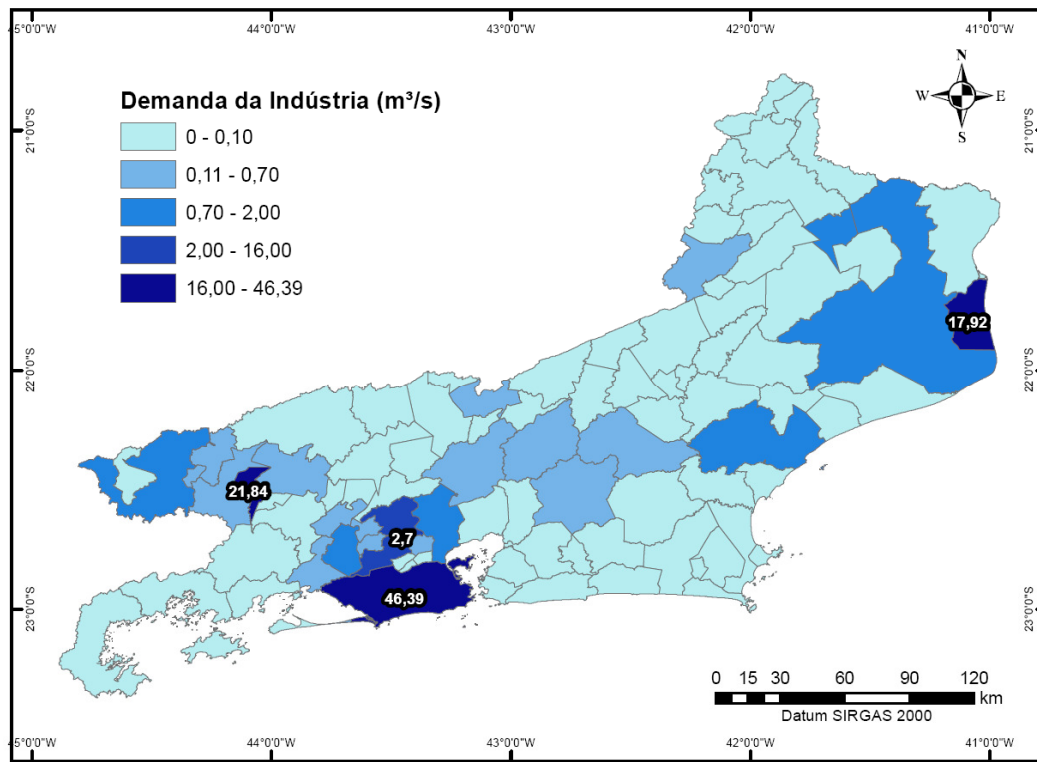 45°0'0"W 44°0'0"W 43°0'0"W 42°0'0"W 41°0'0"W
N
W E
S
Demanda da Indústria (m³/s)
0 - 0,10
0,11 - 0,70
0,70 - 2,00
2,00 - 16,00
16,00 - 46,39
21°0'0"S 21°0'0"S
17,92
22°0'0"S 22°0'0"S
21,84
2,7
46,39
23°0'0"S 23°0'0"S
0 15 30 60 90 120
km
Datum SIRGAS 2000
45°0'0"W 44°0'0"W 43°0'0"W 42°0'0"W 41°0'0"W